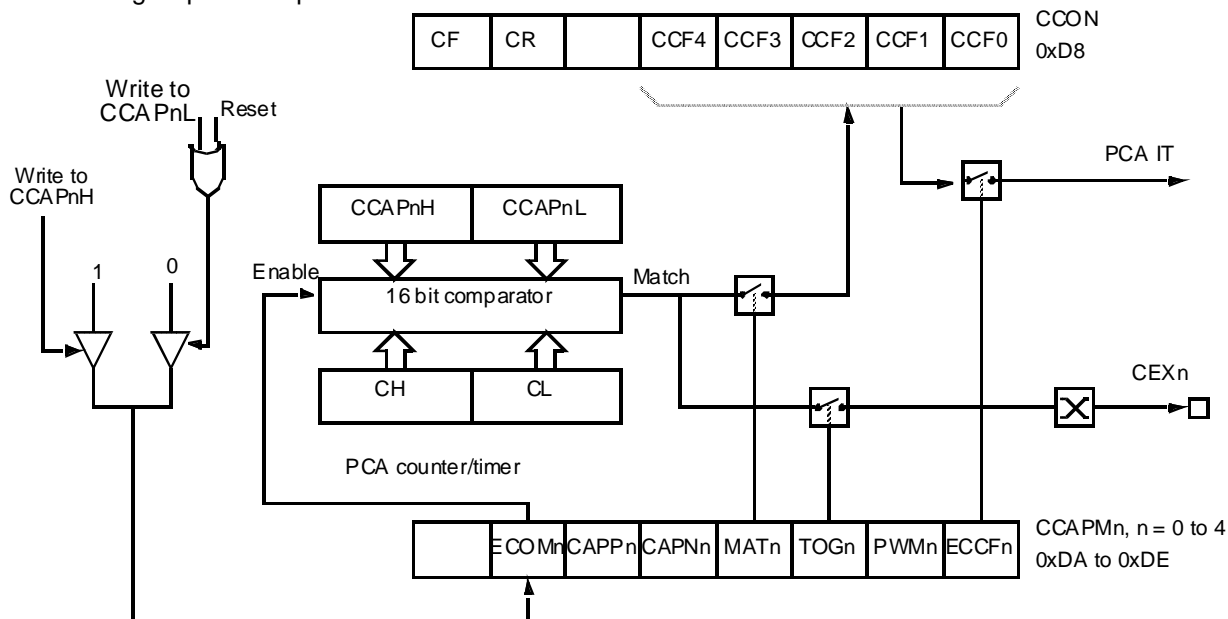 CCON
CF CR CCF4 CCF3 CCF2 CCF1 CCF0
0xD8
Write to
CCAPnL
Reset
Write to
CCAPnH
PCA IT
CCAPnH CCAPnL
1 0
Enable
16 bit comparator
Match
CH CL
CEXn
PCA counter/timer
ECOMn CAPPn CAPNn MATn TOGn PWMn ECCFn
CCAPMn, n = 0 to 4
0xDA to 0xDE